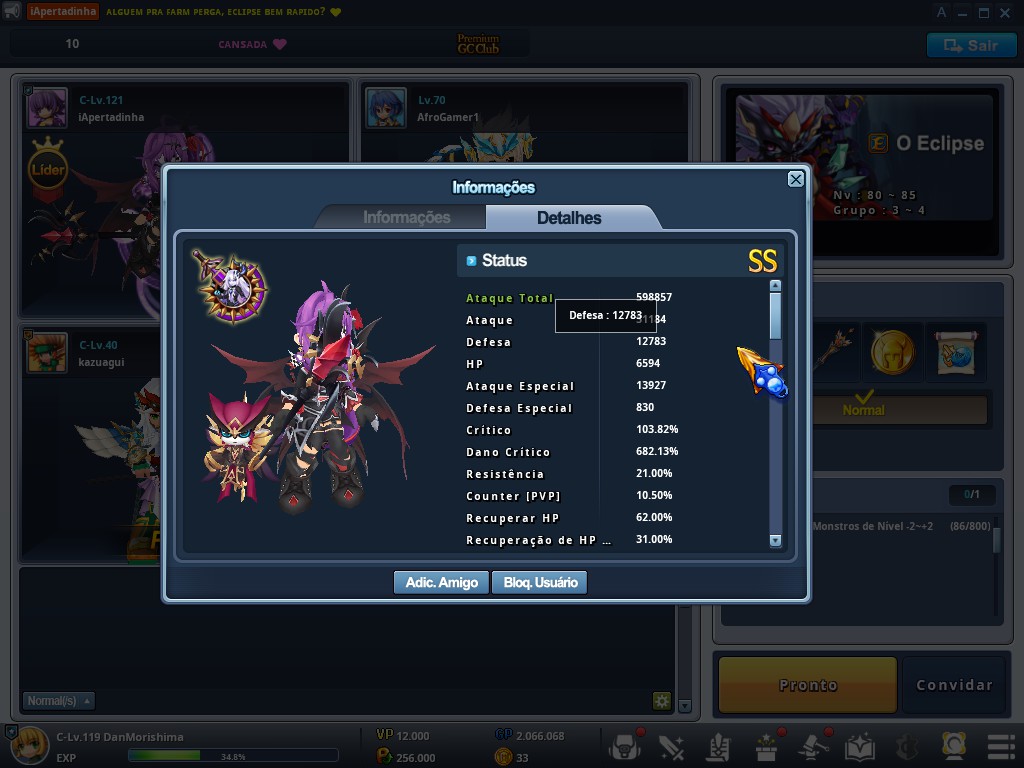 iApertadinha ALGUEM PRA FARM PERGA, ECLIPSE BEM RAPIDO?
A
10 CANSADA Premium GC Club
Sair
C-Lv.121
iApertadinha
Líder
Lv.70
AfroGamer1
E O Eclipse
Nv : 80 ~ 85
Grupo : 3 ~ 4
C-Lv.40
kazuagui
Informações
Informações Detalhes
Status SS
Ataque Total 598857
Defesa : 12783
Ataque
Defesa 12783
HP 6594
Ataque Especial 13927
Defesa Especial 830
Crítico 103.82%
Dano Crítico 682.13%
Resistência 21.00%
Counter [PVP] 10.50%
Recuperar HP 62.00%
Recuperação de HP ... 31.00%
Adic. Amigo Bloq. Usuário
Normal
0/1
Monstros de Nível -2~+2 (86/800)
Normal(/s)
Pronto Convidar
C-Lv.119 DanMorishima
EXP 34.8%
VP 12.000
256.000
GP 2.066.068
33